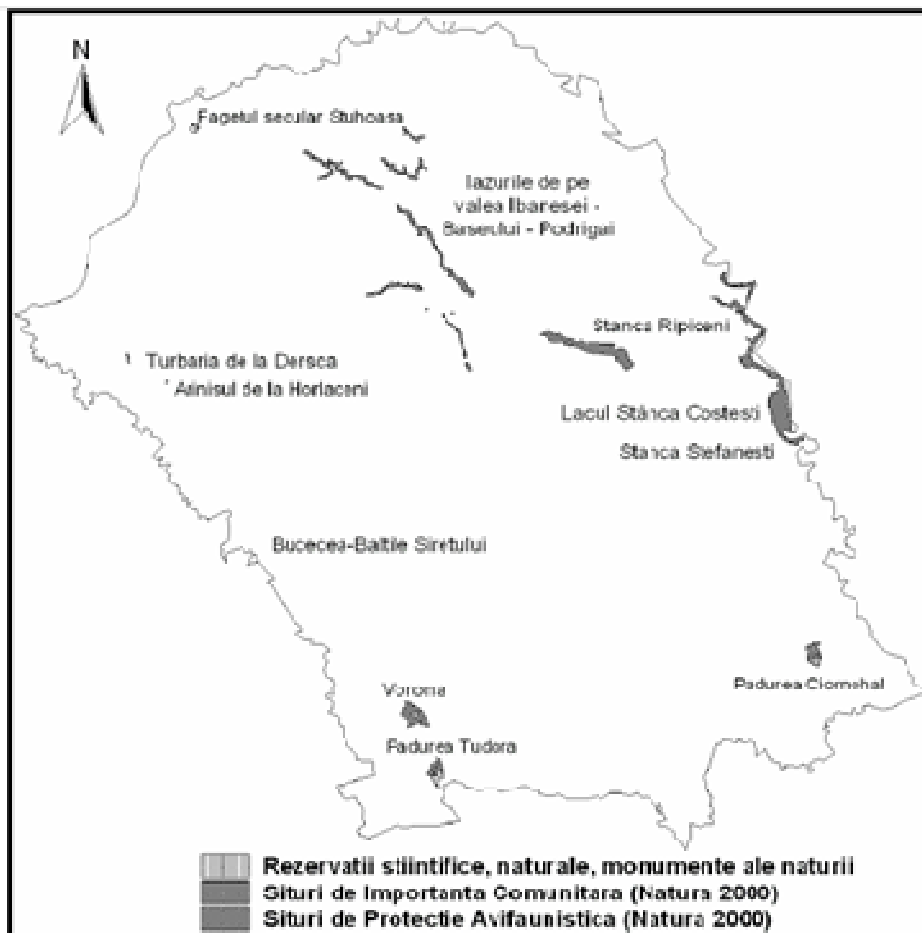 N
Fagetul secular Stuhoasa
Iazurile de pe
valea Ibanesei -
Baseului - Podrigai
Stanca Ripiceni
Turbaria de la Dersca
Arinisul de la Horlaceni
Lacul Stânca Costesti
Stanca Stefanesti
Bucecea-Baltile Siretului
Padurea Ciornohal
Vorona
Padurea Tudora
Rezervatii stiintifice, naturale, monumente ale naturii
Situri de Importanta Comunitara (Natura 2000)
Situri de Protectie Avifaunistica (Natura 2000)